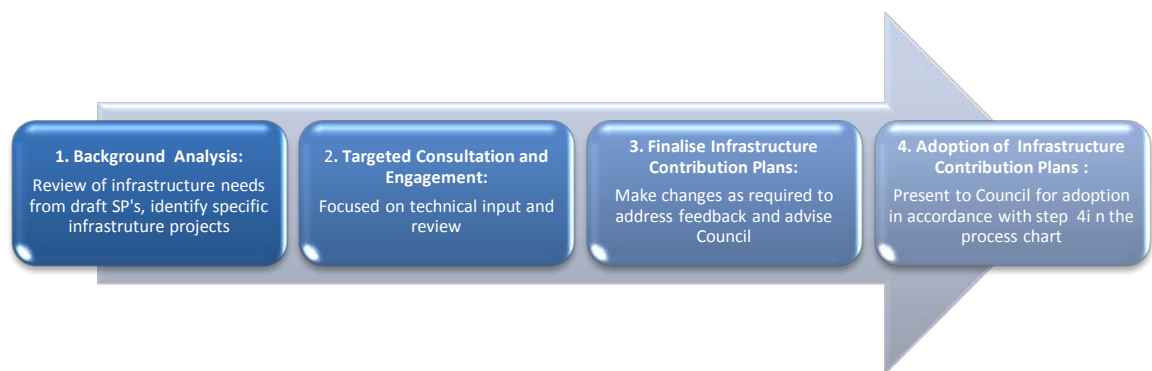 1. Background Analysis:
Review of infrastructure needs
from draft SP's, identify specific
infrastruture projects
2. Targeted Consultation and
Engagement:
Focused on technical input and
review
3. Finalise Infrastructure
Contribution Plans:
Make changes as required to
address feedback and advise
Council
4. Adoption of Infrastructure
Contribution Plans :
Present to Council for adoption
in accordance with step 4i n the
process chart